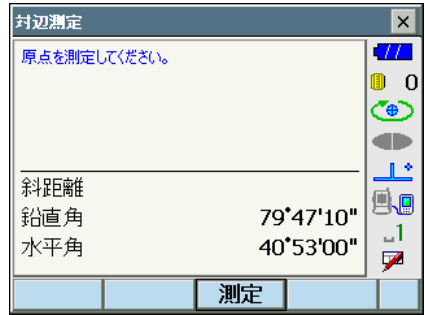 対辺測定
原点を測定してください。
0
斜距離
鉛直角 79°47'10"
水平角 40°53'00"
1
測定